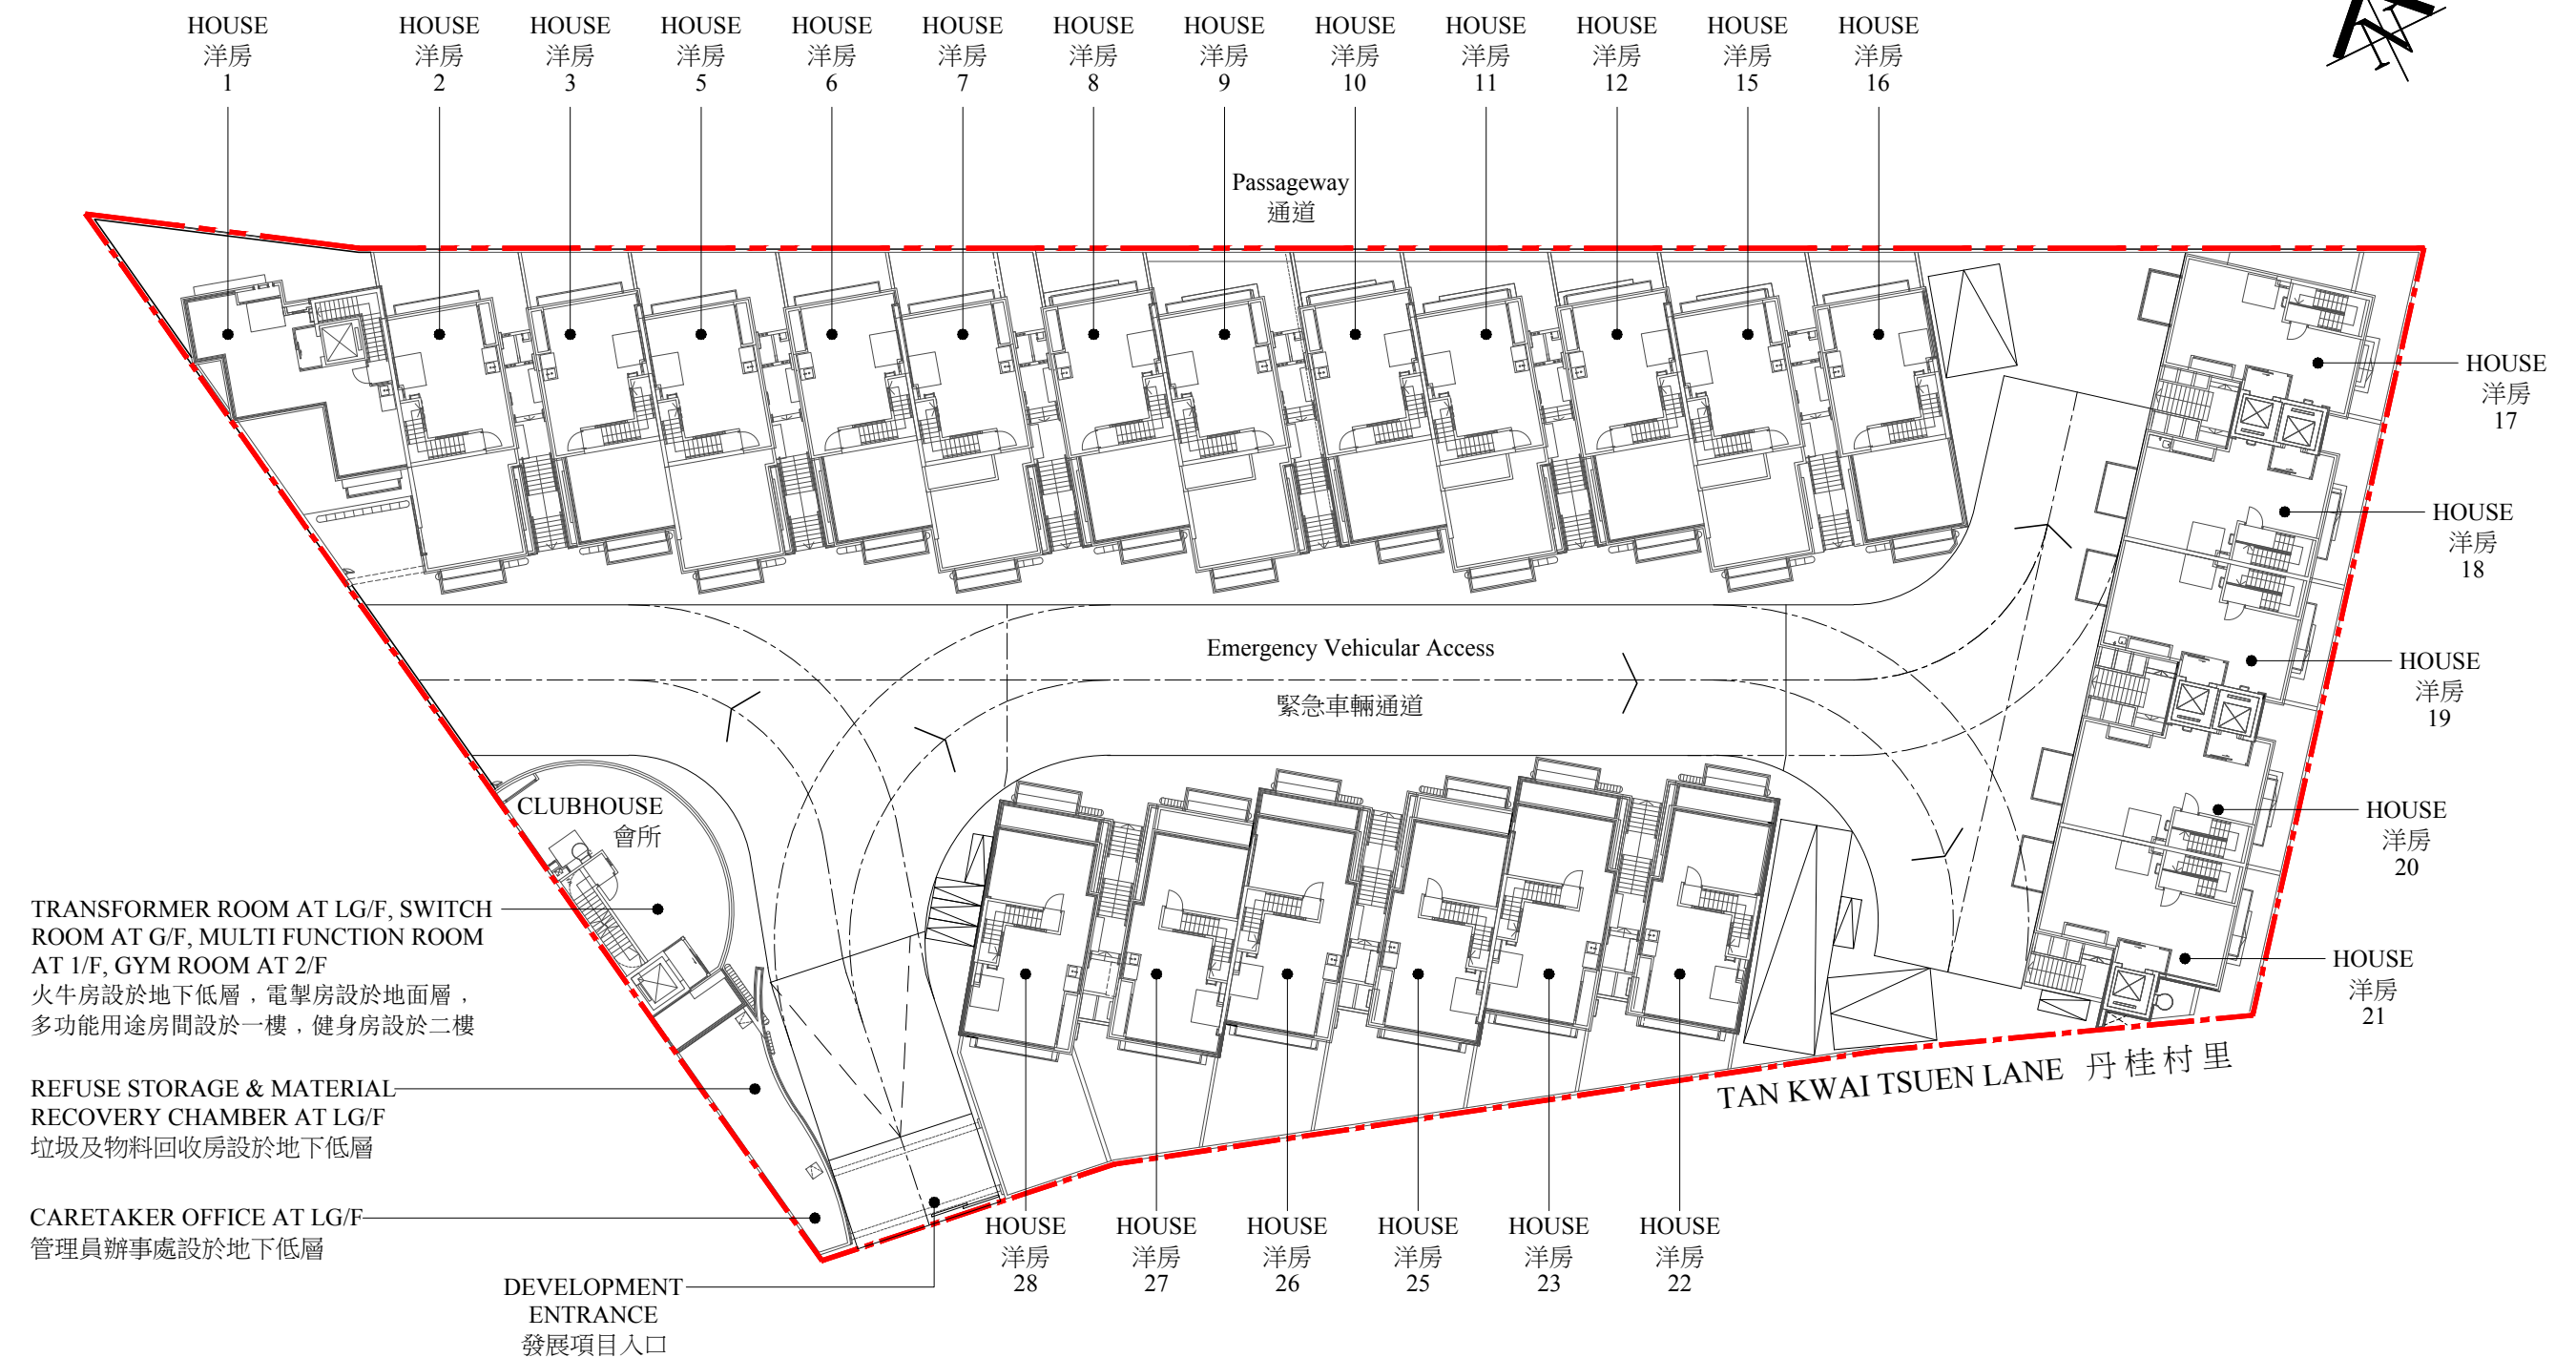 HOUSE
洋房
1
HOUSE
洋房
2
HOUSE
洋房
3
HOUSE
洋房
5
HOUSE
洋房
6
HOUSE
洋房
7
HOUSE
洋房
8
HOUSE
洋房
9
HOUSE
洋房
10
HOUSE
洋房
11
HOUSE
洋房
12
HOUSE
洋房
15
HOUSE
洋房
16
N
Passageway
通道
HOUSE
洋房
17
HOUSE
洋房
18
HOUSE
洋房
19
HOUSE
洋房
20
HOUSE
洋房
21
Emergency Vehicular Access
緊急車輛通道
CLUBHOUSE
會所
TRANSFORMER ROOM AT LG/F, SWITCH
ROOM AT G/F, MULTI FUNCTION ROOM
AT 1/F, GYM ROOM AT 2/F
火牛房設於地下低層，電掣房設於地面層，
多功能用途房間設於一樓，健身房設於二樓
REFUSE STORAGE & MATERIAL
RECOVERY CHAMBER AT LG/F
垃圾及物料回收房設於地下低層
CARETAKER OFFICE AT LG/F
管理員辦事處設於地下低層
DEVELOPMENT
ENTRANCE
發展項目入口
TAN KWAI TSUEN LANE 丹桂村里
HOUSE
洋房
28
HOUSE
洋房
27
HOUSE
洋房
26
HOUSE
洋房
25
HOUSE
洋房
23
HOUSE
洋房
22